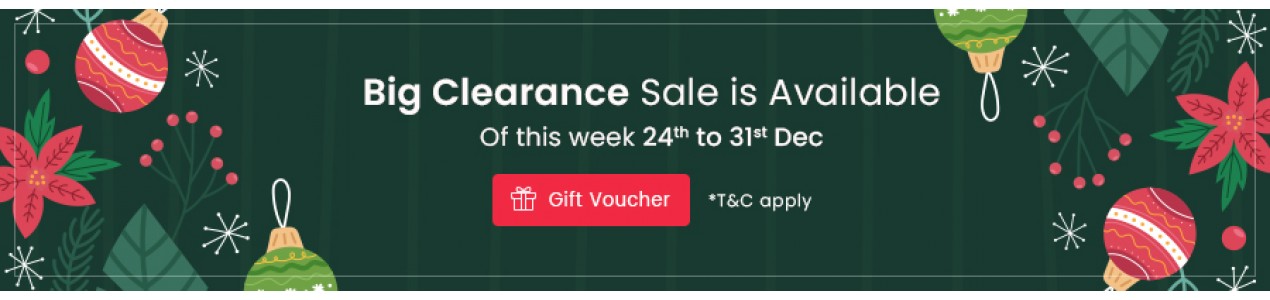 Big Clearance Sale is Available
Of this week 24th to 31st Dec
Gift Voucher *T&C apply